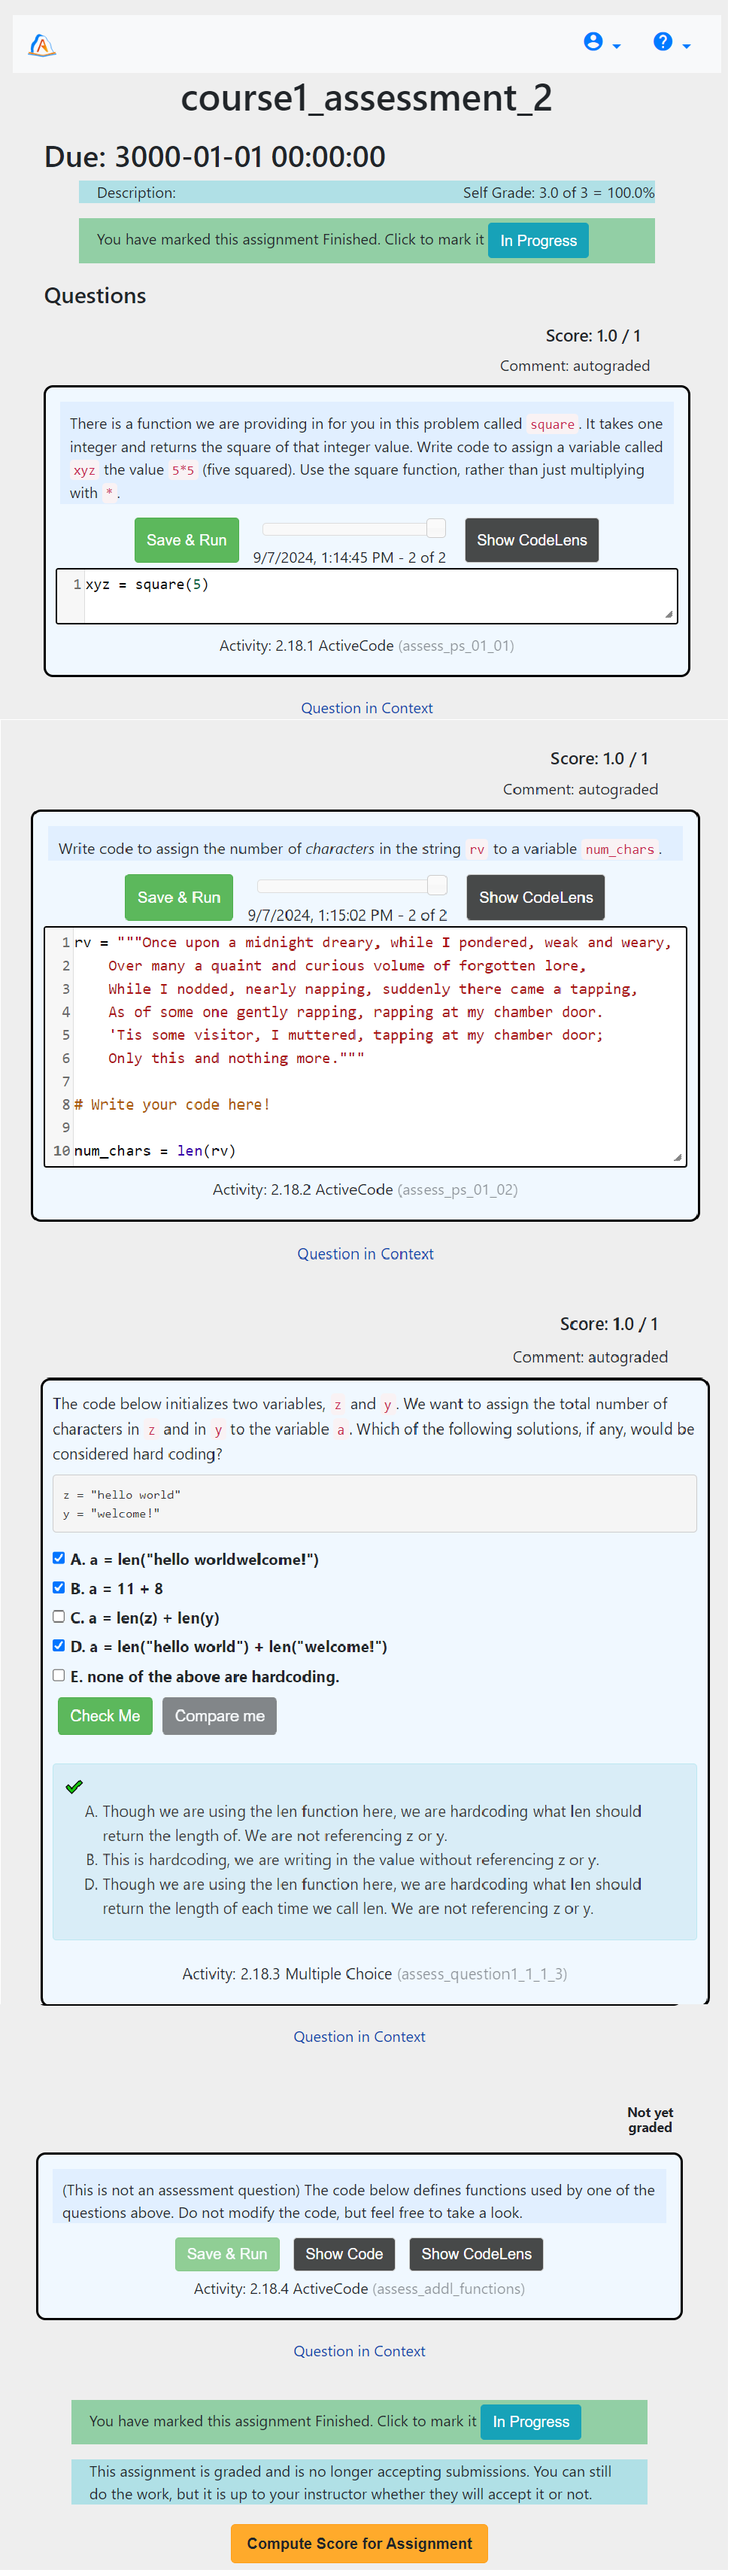 course1_assessment_2
Due: 3000-01-01 00:00:00
Description: Self Grade: 3.0 of 3 = 100.0%
You have marked this assignment Finished. Click to mark it In Progress
Questions
Score: 1.0 / 1
Comment: autograded
There is a function we are providing in for you in this problem called square. It takes one
integer and returns the square of that integer value. Write code to assign a variable called
xyz the value 5*5 (five squared). Use the square function, rather than just multiplying
with *.
Save & Run
9/7/2024, 1:14:45 PM - 2 of 2
Show CodeLens
1 xyz = square(5)
Activity: 2.18.1 ActiveCode (assess_ps_01_01)
Question in Context
Score: 1.0 / 1
Comment: autograded
Write code to assign the number of characters in the string rv to a variable num_chars.
Save & Run
9/7/2024, 1:15:02 PM - 2 of 2
Show CodeLens
1 rv = """Once upon a midnight dreary, while I pondered, weak and weary,
2     Over many a quaint and curious volume of forgotten lore,
3     While I nodded, nearly napping, suddenly there came a tapping,
4     As of some one gently rapping, rapping at my chamber door.
5     'Tis some visitor, I muttered, tapping at my chamber door;
6     Only this and nothing more."""
7
8 # Write your code here!
9
10 num_chars = len(rv)
Activity: 2.18.2 ActiveCode (assess_ps_01_02)
Question in Context
Score: 1.0 / 1
Comment: autograded
The code below initializes two variables, z and y. We want to assign the total number of
characters in z and in y to the variable a. Which of the following solutions, if any, would be
considered hard coding?
z = "hello world"
y = "welcome!"
A. a = len("hello worldwelcome!")
B. a = 11 + 8
C. a = len(z) + len(y)
D. a = len("hello world") + len("welcome!")
E. none of the above are hardcoding.
Check Me Compare me
A. Though we are using the len function here, we are hardcoding what len should
return the length of. We are not referencing z or y.
B. This is hardcoding, we are writing in the value without referencing z or y.
D. Though we are using the len function here, we are hardcoding what len should
return the length of each time we call len. We are not referencing z or y.
Activity: 2.18.3 Multiple Choice (assess_question1_1_1_3)
Question in Context
Not yet
graded
(This is not an assessment question) The code below defines functions used by one of the
questions above. Do not modify the code, but feel free to take a look.
Save & Run Show Code Show CodeLens
Activity: 2.18.4 ActiveCode (assess_addl_functions)
Question in Context
You have marked this assignment Finished. Click to mark it In Progress
This assignment is graded and is no longer accepting submissions. You can still
do the work, but it is up to your instructor whether they will accept it or not.
Compute Score for Assignment